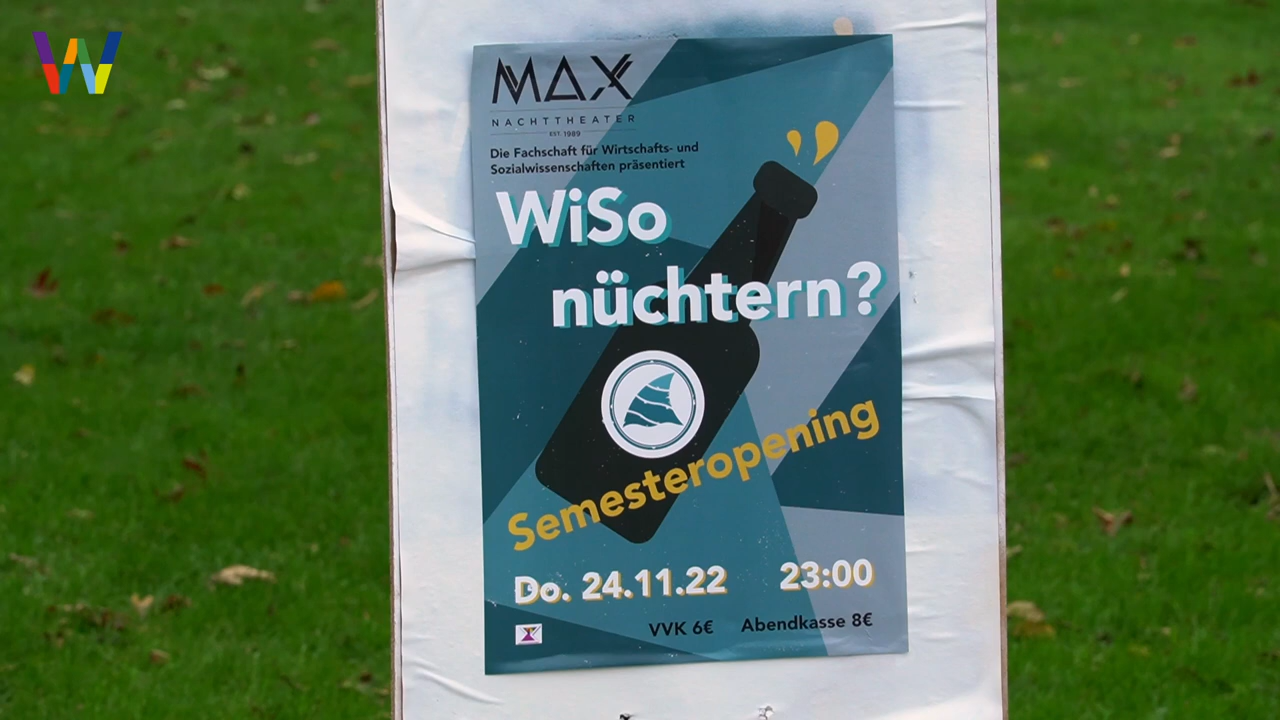 W
MAX
NACHTTHEATER
EST. 1989
Die Fachschaft für Wirtschafts- und
Sozialwissenschaften präsentiert
WiSo
nüchtern?
Semesteropening
Do. 24.11.22 23:00
VVK 6€ Abendkasse 8€